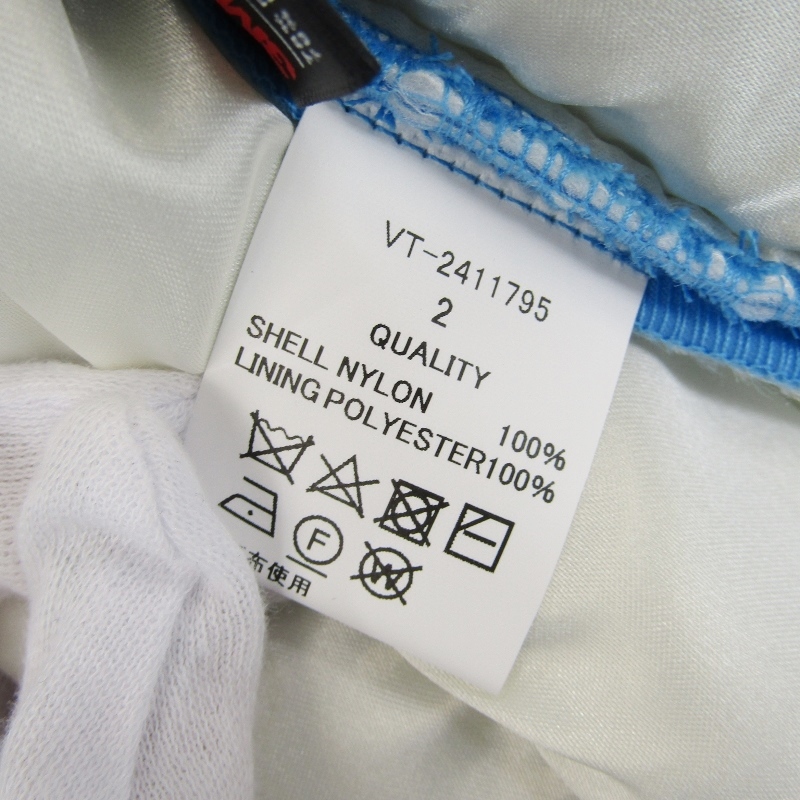 VT-2411795
2
QUALITY
SHELL NYLON 100%
LINING POLYESTER100%
F
W
布使用